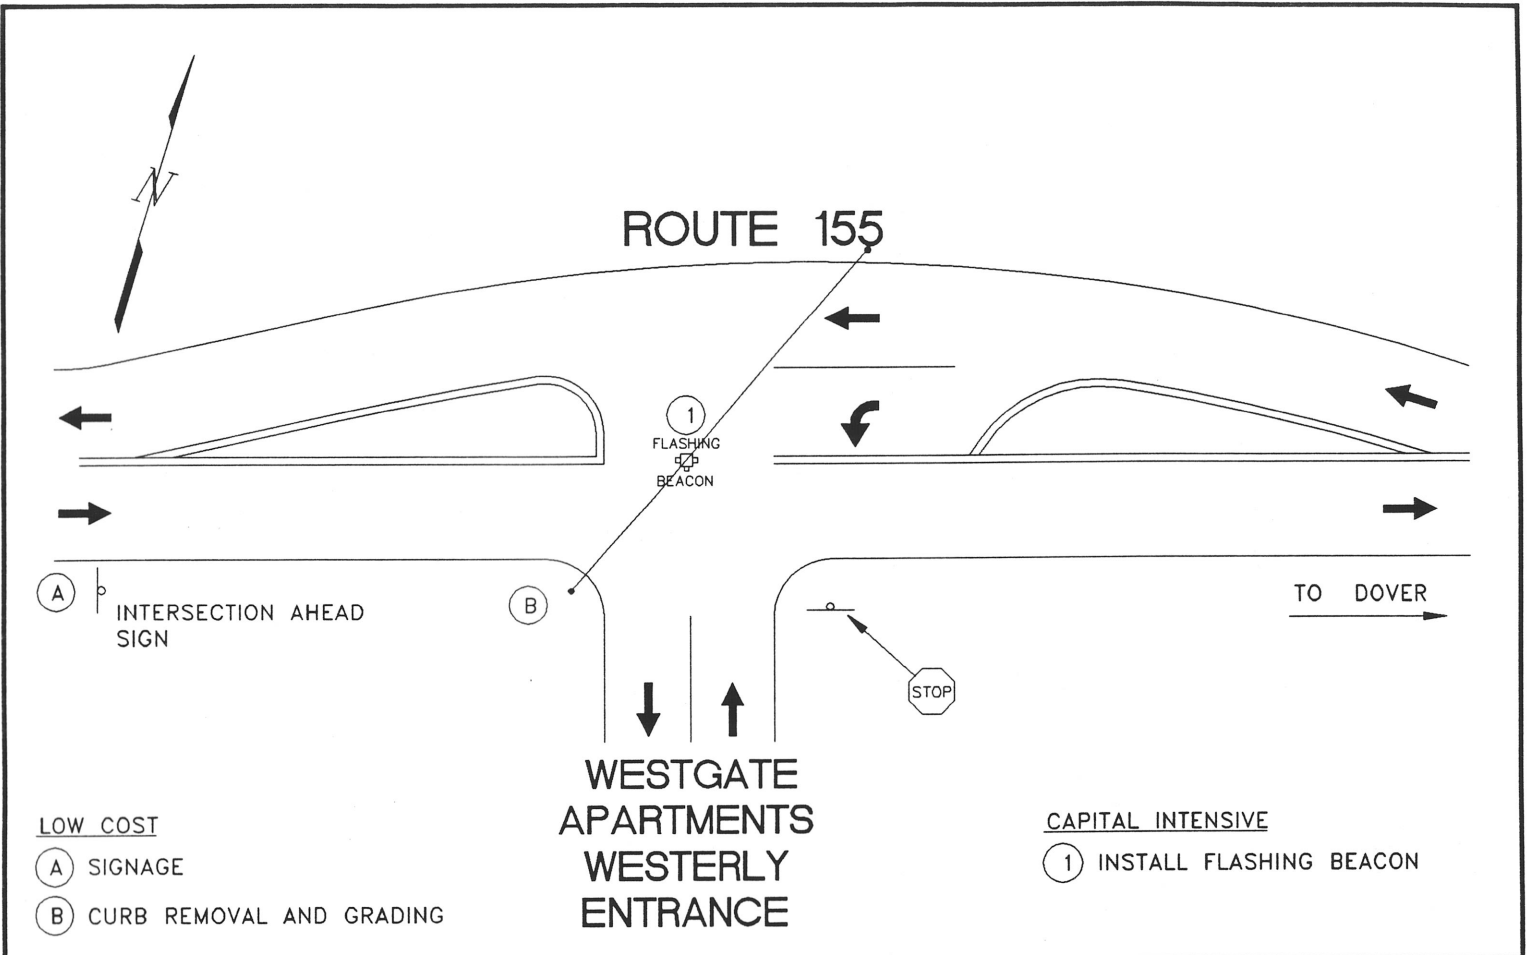 N
ROUTE 155
1
FLASHING
BEACON
A
INTERSECTION AHEAD
SIGN
B
TO DOVER
STOP
WESTGATE
APARTMENTS
WESTERLY
ENTRANCE
LOW COST
A SIGNAGE
B CURB REMOVAL AND GRADING
CAPITAL INTENSIVE
1 INSTALL FLASHING BEACON